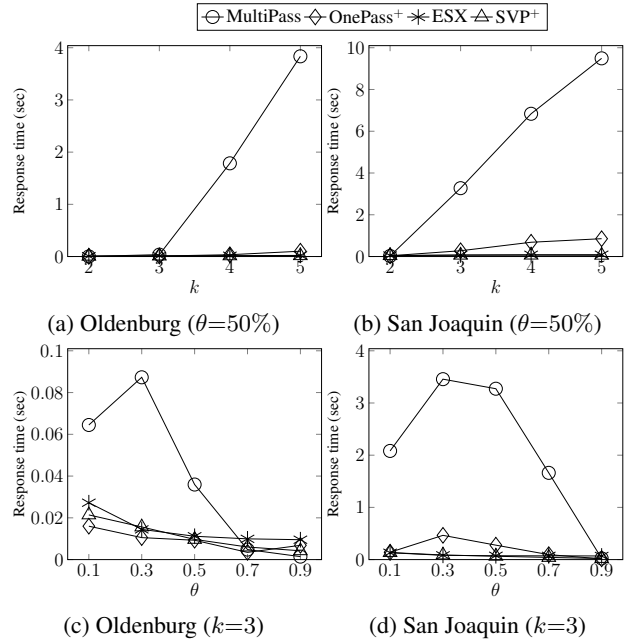 MultiPass OnePass+ ESX SVP+
Response time (sec)
4
2
0
2 3 4 5
k
(a) Oldenburg (θ=50%)
Response time (sec)
10
8
6
4
2
0
2 3 4 5
k
(b) San Joaquin (θ=50%)
Response time (sec)
0.1
0.08
0.06
0.04
0.02
0
0.1 0.3 0.5 0.7 0.9
θ
(c) Oldenburg (k=3)
Response time (sec)
4
3
2
1
0
0.1 0.3 0.5 0.7 0.9
θ
(d) San Joaquin (k=3)